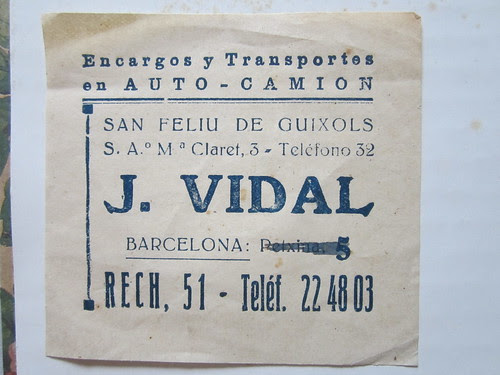 Encargos y Transportes
en AUTO-CAMION
SAN FELIU DE GUIXOLS
S. A.º M.ª Claret, 3 - Teléfono 32
J. VIDAL
BARCELONA: 5
RECH, 51 - Teléf. 22 48 03